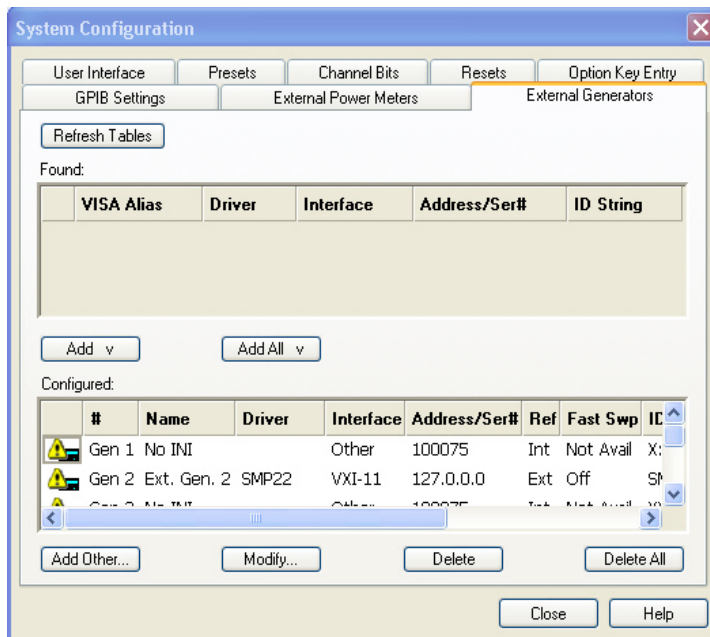 System Configuration
User Interface Presets Channel Bits Resets Option Key Entry
GPIB Settings External Power Meters External Generators
Refresh Tables
Found:
VISA Alias Driver Interface Address/Ser# ID String
Add v Add All v
Configured:
# Name Driver Interface Address/Ser# Ref Fast Swp
Gen 1 No INI Other 100075 Int Not Avail X:
Gen 2 Ext. Gen. 2 SMP22 VXI-11 127.0.0.0 Ext Off
Add Other... Modify... Delete Delete All
Close Help